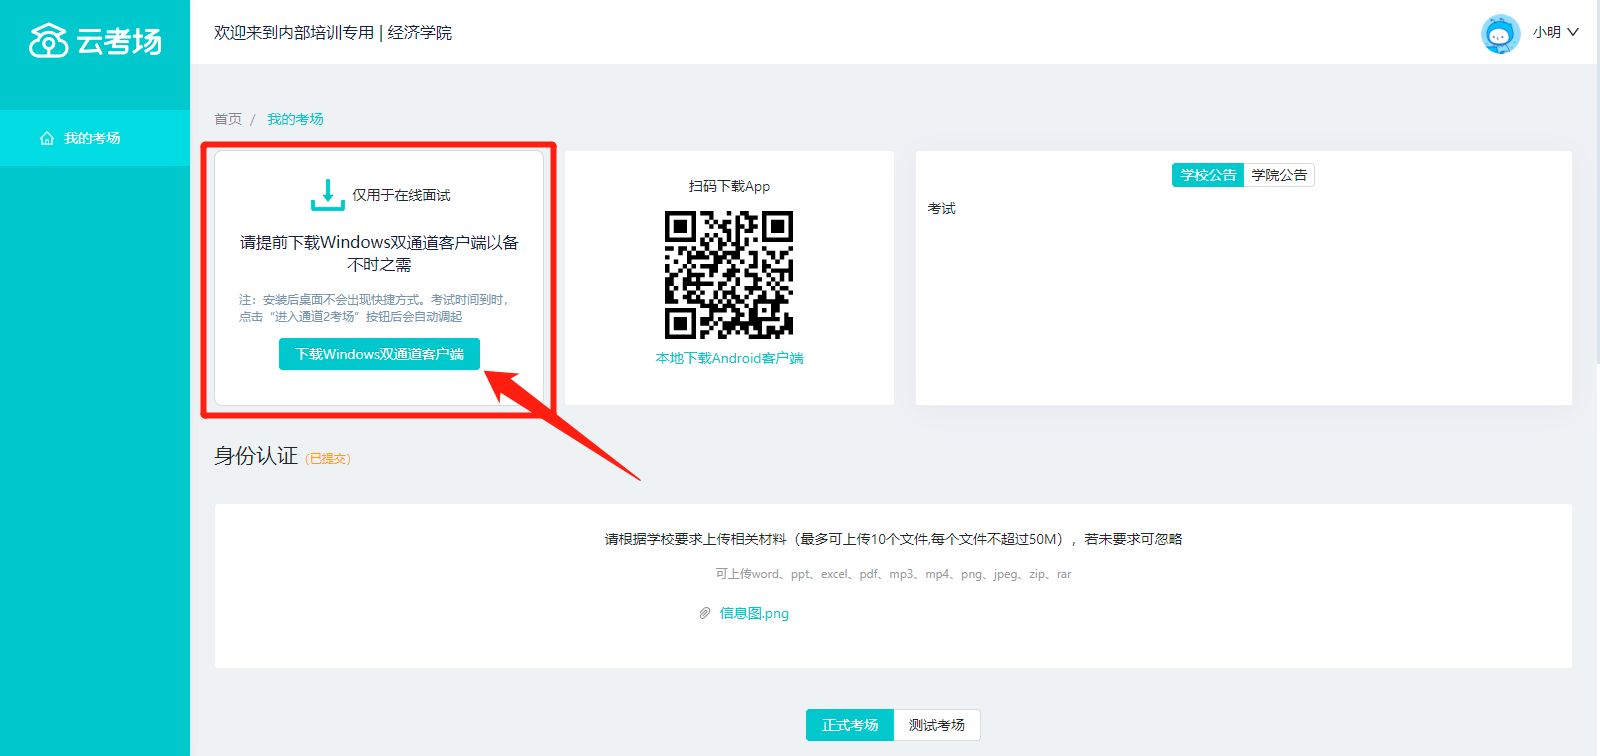 云考场
欢迎来到内部培训专用 | 经济学院
小明
我的考场
首页 / 我的考场
仅用于在线面试
请提前下载Windows双通道客户端以备
不时之需
注：安装后桌面不会出现快捷方式。考试时间到时，
点击“进入通道2考场”按钮后会自动调起
下载Windows双通道客户端
扫码下载App
本地下载Android客户端
学校公告 学院公告
考试
身份认证 (已提交)
请根据学校要求上传相关材料（最多可上传10个文件,每个文件不超过50M），若未要求可忽略
可上传word、ppt、excel、pdf、mp3、mp4、png、jpeg、zip、rar
信息图.png
正式考场 测试考场